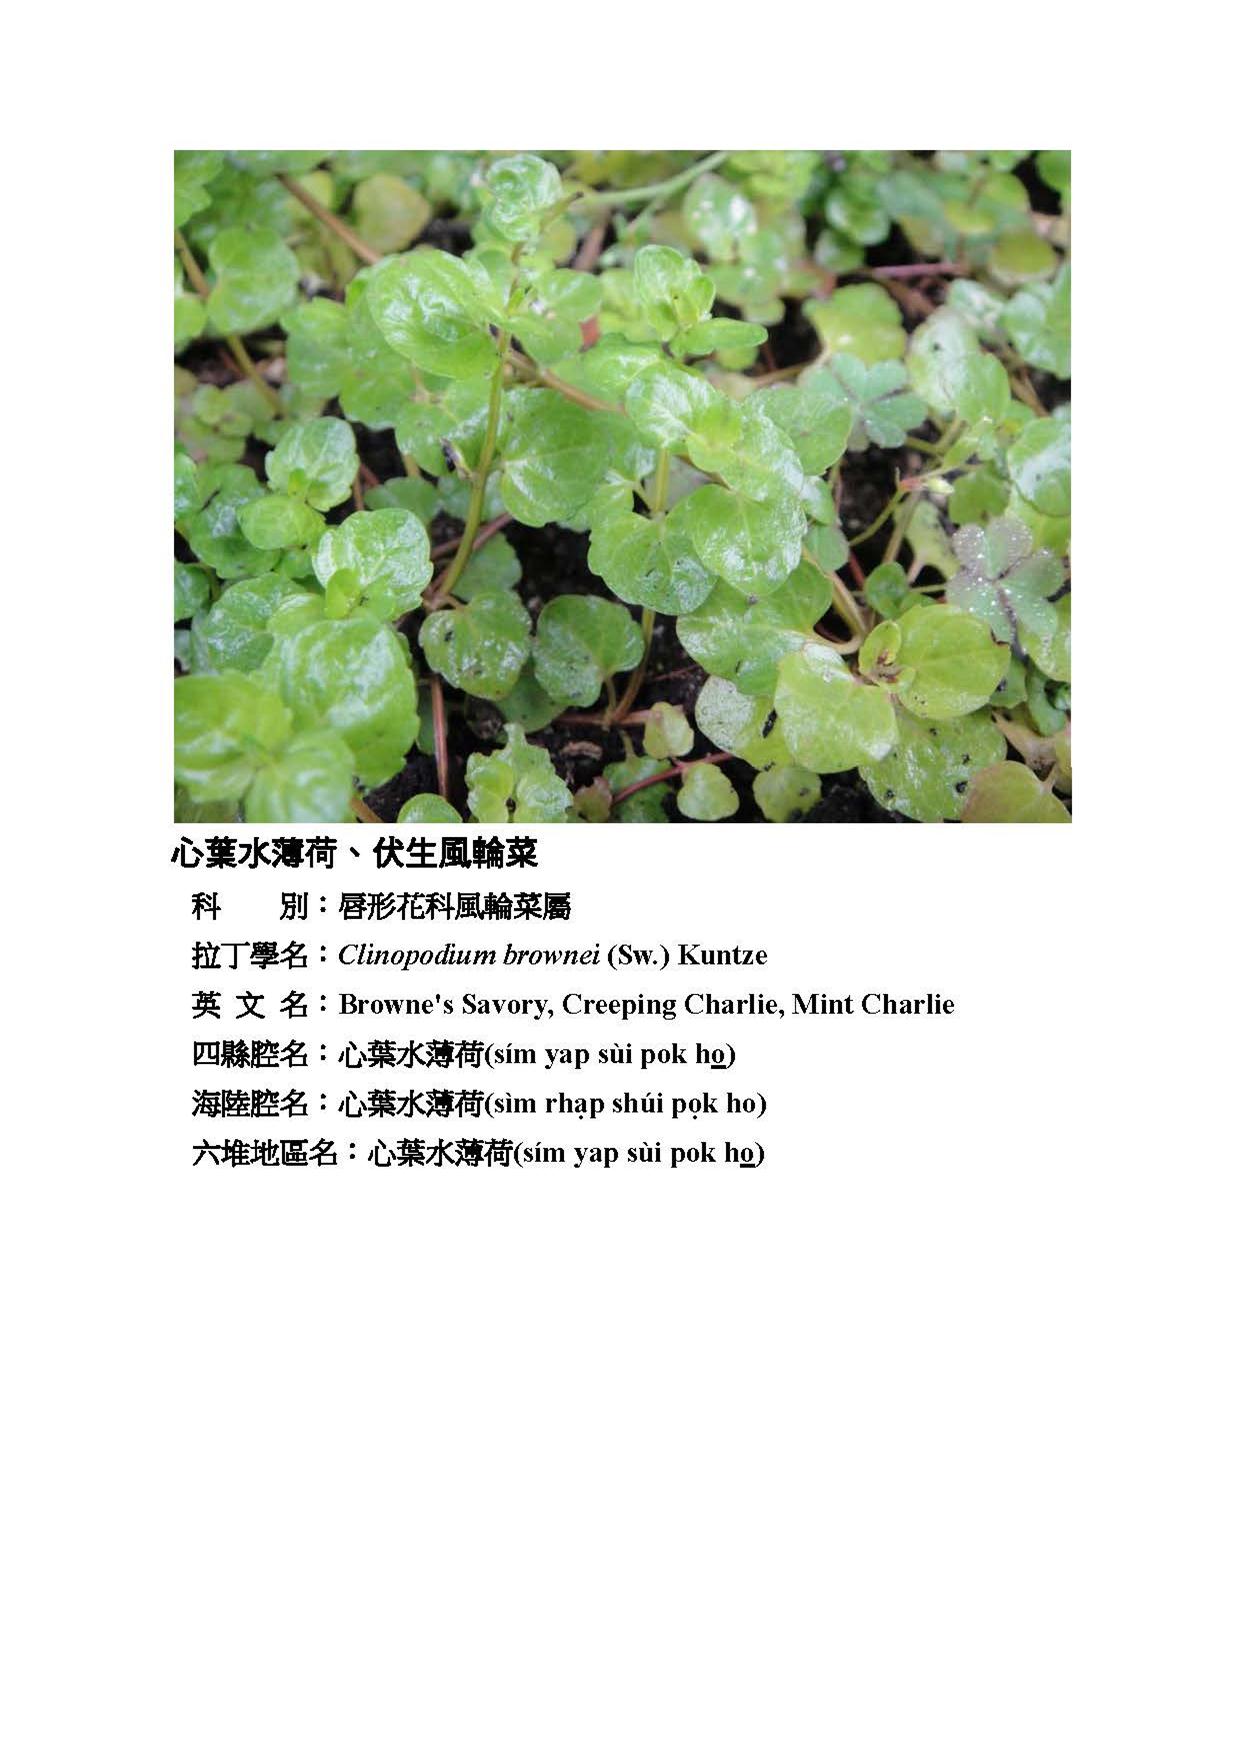 心葉水薄荷、伏生風輪菜
科　　別：唇形花科風輪菜屬
拉丁學名：Clinopodium brownei (Sw.) Kuntze
英 文 名：Browne's Savory, Creeping Charlie, Mint Charlie
四縣腔名：心葉水薄荷(sím yap sùi pok ho̲)
海陸腔名：心葉水薄荷(sìm rhap̣ shúi pọk ho)
六堆地區名：心葉水薄荷(sím yap sùi pok ho̲)